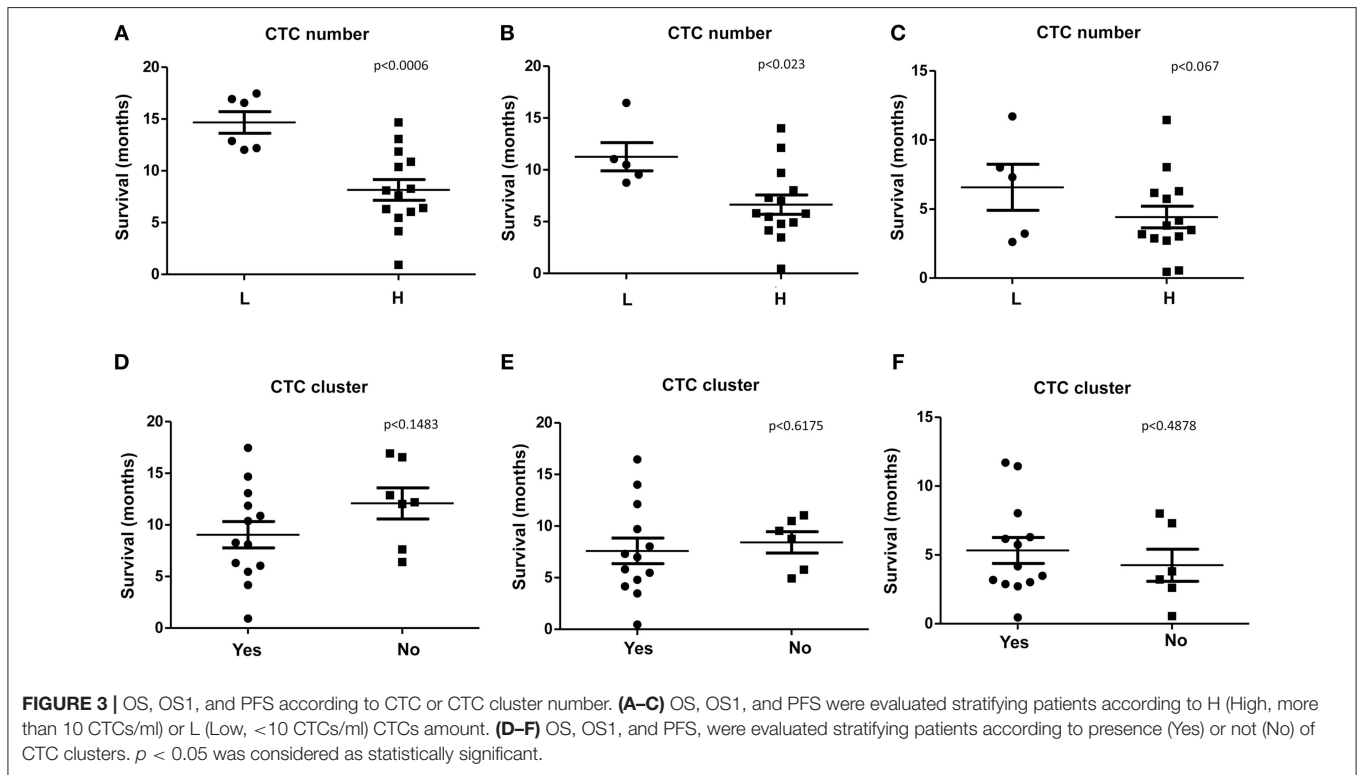 A
CTC number
p<0.0006
Survival (months)
20
15
10
5
0
L
H
B
CTC number
p<0.023
Survival (months)
20
15
10
5
0
L
H
C
CTC number
p<0.067
Survival (months)
15
10
5
0
L
H
D
CTC cluster
p<0.1483
Survival (months)
20
15
10
5
0
Yes
No
E
CTC cluster
p<0.6175
Survival (months)
20
15
10
5
0
Yes
No
F
CTC cluster
p<0.4878
Survival (months)
15
10
5
0
Yes
No
FIGURE 3 | OS, OS1, and PFS according to CTC or CTC cluster number. (A–C) OS, OS1, and PFS were evaluated stratifying patients according to H (High, more
than 10 CTCs/ml) or L (Low, <10 CTCs/ml) CTCs amount. (D–F) OS, OS1, and PFS, were evaluated stratifying patients according to presence (Yes) or not (No) of
CTC clusters. p < 0.05 was considered as statistically significant.